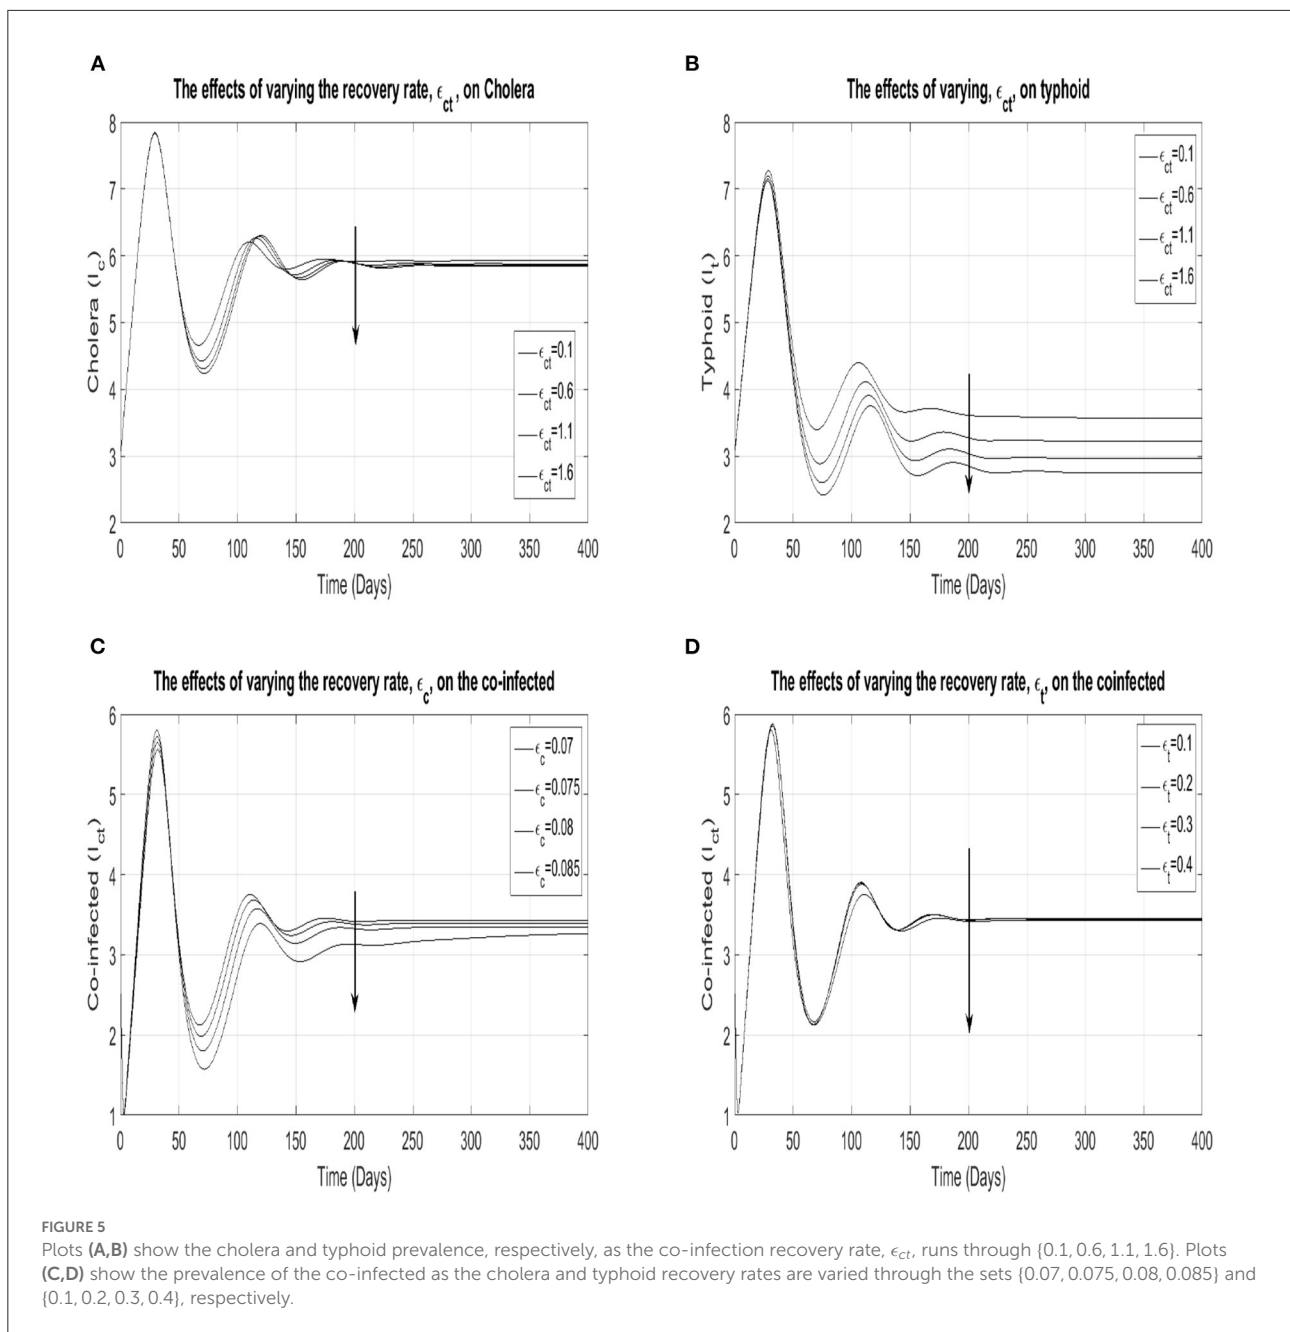 A
The effects of varying the recovery rate, ϵct, on Cholera
8
7
6
5
4
3
2
Cholera (Ic)
ϵct=0.1
ϵct=0.6
ϵct=1.1
ϵct=1.6
0 50 100 150 200 250 300 350 400
Time (Days)
B
The effects of varying, ϵct, on typhoid
8
7
6
5
4
3
2
Typhoid (It)
ϵct=0.1
ϵct=0.6
ϵct=1.1
ϵct=1.6
0 50 100 150 200 250 300 350 400
Time (Days)
C
The effects of varying the recovery rate, ϵc, on the co-infected
6
5
4
3
2
1
Co-infected (Ict)
ϵc=0.07
ϵc=0.075
ϵc=0.08
ϵc=0.085
0 50 100 150 200 250 300 350 400
Time (Days)
D
The effects of varying the recovery rate, ϵt, on the coinfected
6
5
4
3
2
1
Co-infected (Ict)
ϵt=0.1
ϵt=0.2
ϵt=0.3
ϵt=0.4
0 50 100 150 200 250 300 350 400
Time (Days)
FIGURE 5
Plots (A,B) show the cholera and typhoid prevalence, respectively, as the co-infection recovery rate, ϵct, runs through {0.1, 0.6, 1.1, 1.6}. Plots
(C,D) show the prevalence of the co-infected as the cholera and typhoid recovery rates are varied through the sets {0.07, 0.075, 0.08, 0.085} and
{0.1, 0.2, 0.3, 0.4}, respectively.